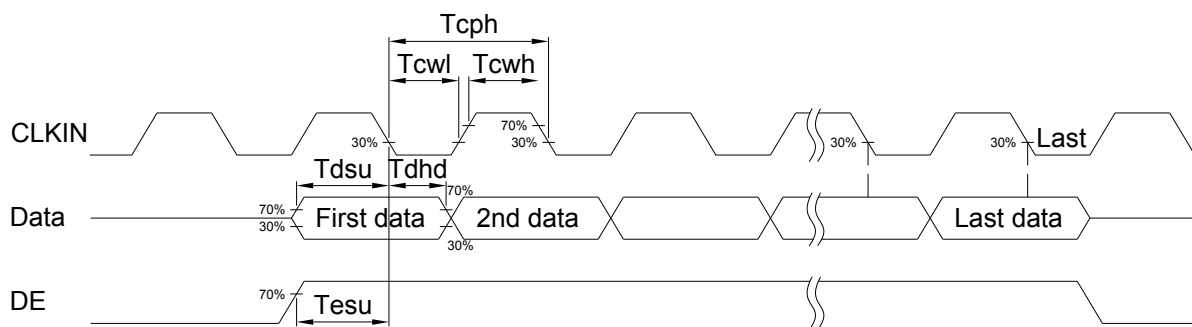 Tcph
Tcwl Tcwh
CLKIN 30% 70% 30% 30% 30% Last
Tdsu Tdhd
Data 70% 30% First data 70% 30% 2nd data Last data
DE 70% Tesu